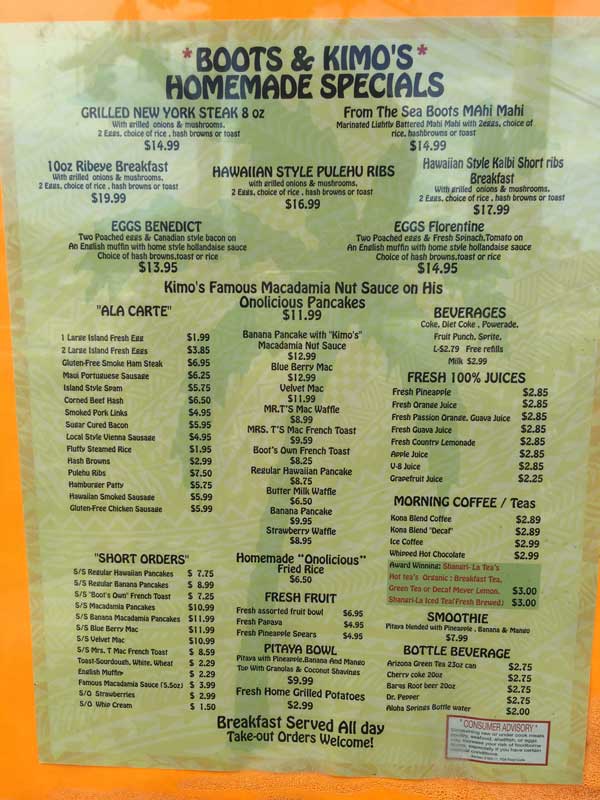 *BOOTS & KIMO'S*
HOMEMADE SPECIALS
GRILLED NEW YORK STEAK 8 oz
With grilled onions & mushrooms,
2 Eggs, choice of rice , hash browns or toast
$14.99
From The Sea Boots MAhi Mahi
Marinated Lightly Battered Mahi Mahi with 2eggs, choice of
rice, hashbrowns or toast
$14.99
10oz Ribeye Breakfast
With grilled onions & mushrooms,
2 Eggs, choice of rice , hash browns or toast
$19.99
HAWAIIAN STYLE PULEHU RIBS
with grilled onions & mushrooms,
2 Eggs, choice of rice , hash browns or toast
$16.99
Hawaiian Style Kalbi Short ribs
Breakfast
With grilled onions & mushrooms,
2 Eggs, choice of rice , hash browns or toast
$17.99
EGGS BENEDICT
Two Poached eggs & Canadian style bacon on
An English muffin with home style hollandaise sauce
Choice of hash browns,toast or rice
$13.95
EGGS Florentine
Two Poached eggs & Fresh Spinach,Tomato on
An English muffin with home style hollandaise sauce
Choice of hash browns,toast or rice
$14.95
Kimo's Famous Macadamia Nut Sauce on His
Onolicious Pancakes
$11.99
"ALA CARTE"
1 Large Island Fresh Egg $1.99
2 Large Island Fresh Eggs $3.85
Gluten-Free Smoke Ham Steak $6.95
Maui Portuguese Sausage $6.25
Island Style Spam $5.75
Corned Beef Hash $6.50
Smoked Pork Links $4.95
Sugar Cured Bacon $5.95
Local Style Vienna Sausage $4.95
Fluffy Steamed Rice $1.95
Hash Browns $2.99
Pulehu Ribs $7.50
Hamburger Patty $5.75
Hawaiian Smoked Sausage $5.99
Gluten-Free Chicken Sausage $5.99
"SHORT ORDERS"
S/S Regular Hawaiian Pancakes $ 7.75
S/S Regular Banana Pancakes $ 8.99
S/S "Boot's Own" French Toast $ 7.25
S/S Macadamia Pancakes $10.99
S/S Banana Macadamia Pancakes $11.99
S/S Blue Berry Mac $11.99
S/S Velvet Mac $10.99
S/S Mrs. T Mac French Toast $ 8.59
Toast-Sourdough, White, Wheat $ 2.29
English Muffin $ 2.29
Famous Macadamia Sauce (5.5oz) $ 3.99
S/O Strawberries $ 2.99
S/O Whip Cream $ 1.50
Banana Pancake with "Kimo's"
Macadamia Nut Sauce
$12.99
Blue Berry Mac
$12.99
Velvet Mac
$11.99
MR.T'S Mac Waffle
$8.99
MRS. T'S Mac French Toast
$9.59
Boot's Own French Toast
$8.25
Regular Hawaiian Pancake
$8.75
Butter Milk Waffle
$6.50
Banana Pancake
$9.95
Strawberry Waffle
$8.95
Homemade "Onolicious"
Fried Rice
$6.50
FRESH FRUIT
Fresh assorted fruit bowl $6.95
Fresh Papaya $4.95
Fresh Pineapple Spears $4.95
PITAYA BOWL
Pitaya with Pineapple,Banana And Mango
Top With Granolas & Coconut Shavings
$9.99
Fresh Home Grilled Potatoes
$2.99
BEVERAGES
Coke, Diet Coke , Powerade,
Fruit Punch, Sprite,
L-$2.79 Free refills
Milk $2.99
FRESH 100% JUICES
Fresh Pineapple $2.85
Fresh Orange Juice $2.85
Fresh Passion Orange, Guava Juice $2.85
Fresh Guava Juice $2.85
Fresh Country Lemonade $2.85
Apple Juice $2.85
V-8 Juice $2.85
Grapefruit Juice $2.25
MORNING COFFEE / Teas
Kona Blend Coffee $2.89
Kona Blend "Decaf" $2.89
Ice Coffee $2.99
Whipped Hot Chocolate $2.99
Award Winning: Shangri- La Tea's
Hot tea's Organic : Breakfast Tea,
Green Tea or Decaf Meyer Lemon. $3.00
Shangri-La Iced Tea(Fresh Brewed) $3.00
SMOOTHIE
Pitaya blended with Pineapple , Banana & Mango
$7.99
BOTTLE BEVERAGE
Arizona Green Tea 23oz can $2.75
Cherry coke 20oz $2.75
Barqs Root beer 20oz $2.75
Dr. Pepper $2.75
Aloha Springs Bottle water $2.00
Breakfast Served All day
Take-out Orders Welcome!
"CONSUMER ADVISORY"
Consuming raw or under cook meats
poultry, seafood, shellfish, or eggs
may increase your risk of foodborne
illness, especially if you have certain
medical conditions